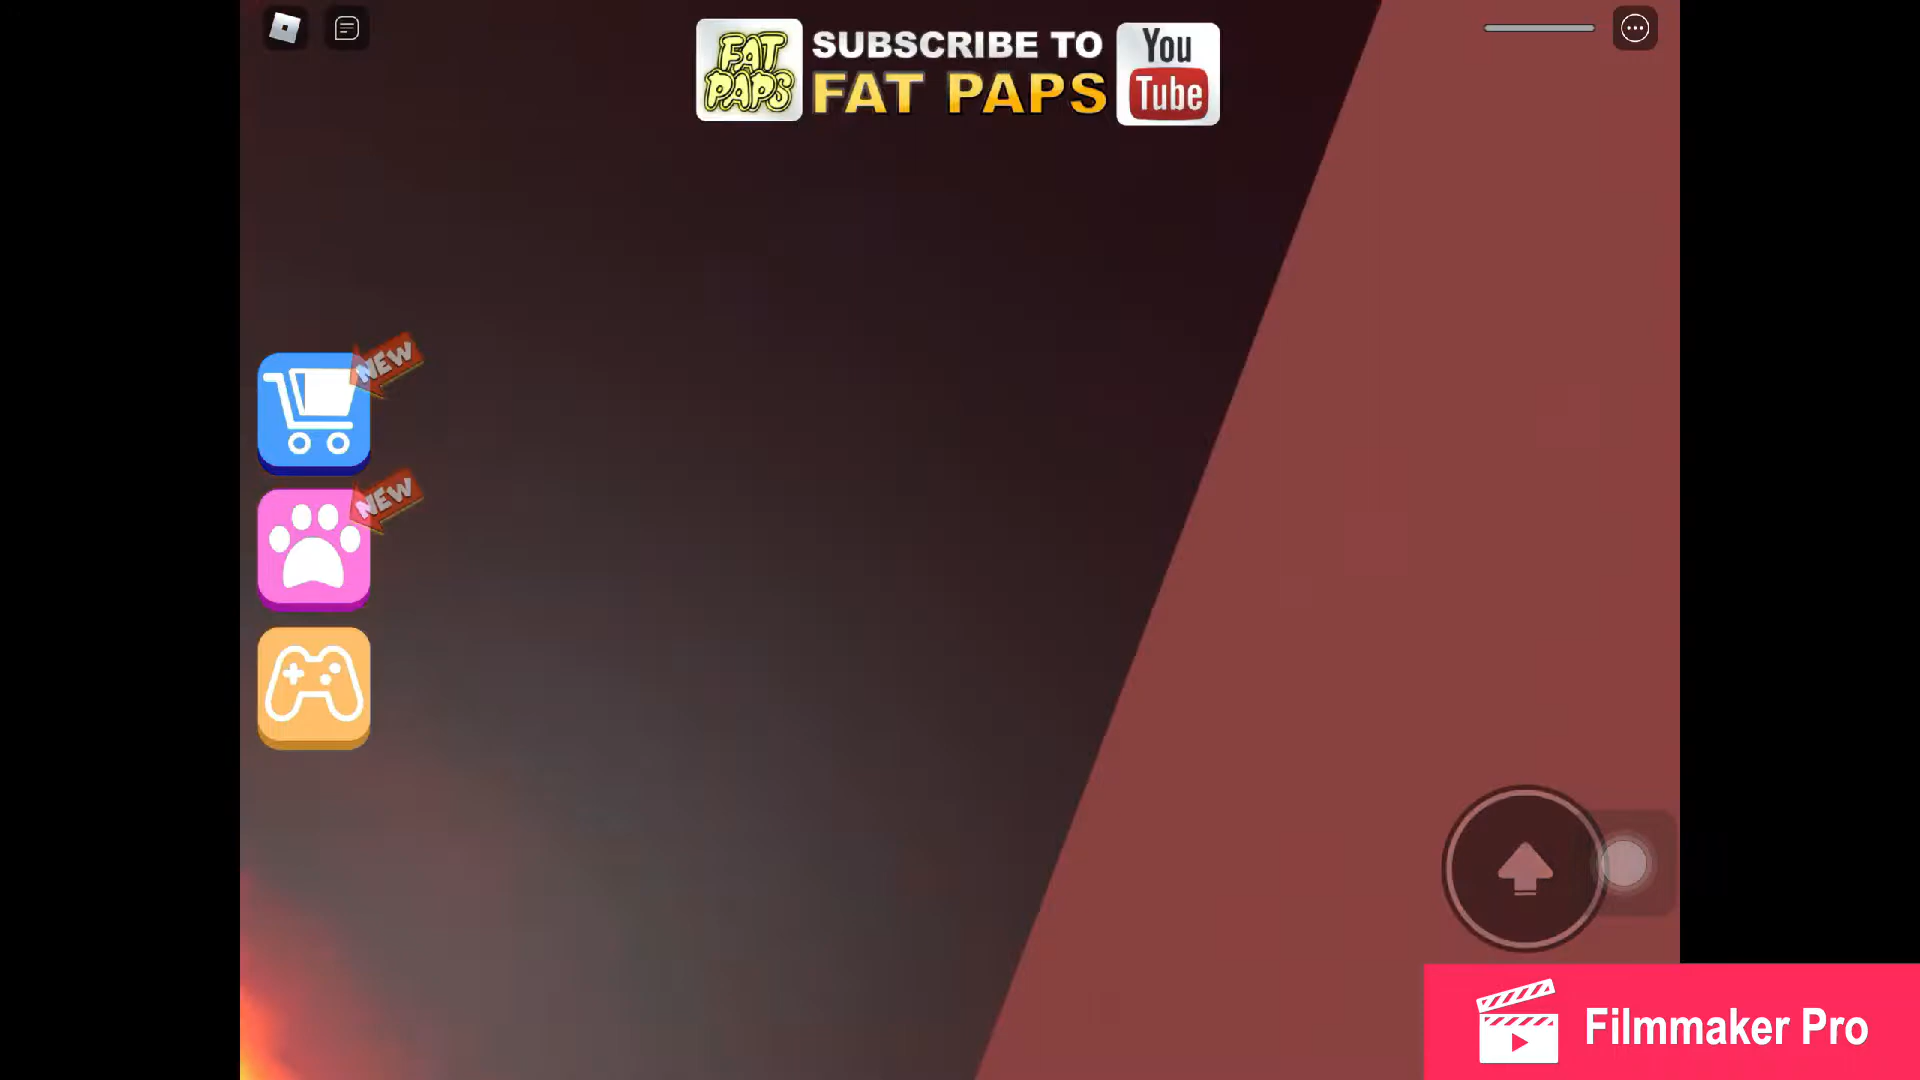 FAT
PAPS
SUBSCRIBE TO
FAT PAPS
You
Tube
NEW
NEW
Filmmaker Pro